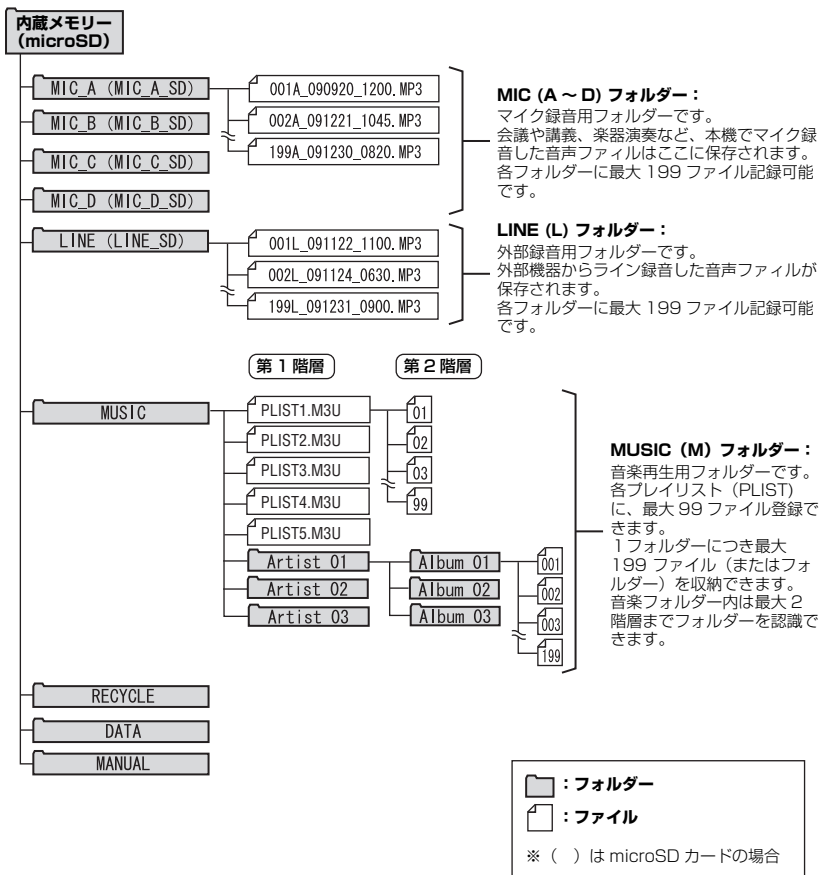 内蔵メモリー
(microSD)
MIC_A (MIC_A_SD)
001A_090920_1200.MP3
MIC_B (MIC_B_SD)
002A_091221_1045.MP3
MIC_C (MIC_C_SD)
199A_091230_0820.MP3
MIC_D (MIC_D_SD)
MIC (A ～ D) フォルダー：
マイク録音用フォルダーです。
会議や講義、楽器演奏など、本機でマイク録
音した音声ファイルはここに保存されます。
各フォルダーに最大 199 ファイル記録可能
です。
LINE (LINE_SD)
001L_091122_1100.MP3
002L_091124_0630.MP3
199L_091231_0900.MP3
LINE (L) フォルダー：
外部録音用フォルダーです。
外部機器からライン録音した音声ファィルが
保存されます。
各フォルダーに最大 199 ファイル記録可能
です。
第 1 階層
第 2 階層
MUSIC
PLIST1.M3U
PLIST2.M3U
PLIST3.M3U
PLIST4.M3U
PLIST5.M3U
01
02
03
99
Artist 01
Artist 02
Artist 03
Album 01
Album 02
Album 03
001
002
003
199
MUSIC（M）フォルダー：
音楽再生用フォルダーです。
各プレイリスト（PLIST)
に、最大 99 ファイル登録で
きます。
1 フォルダーにつき最大
199 ファイル（またはフォ
ルダー）を収納できます。
音楽フォルダー内は最大 2
階層までフォルダーを認識で
きます。
RECYCLE
DATA
MANUAL
：フォルダー
：ファイル
※（　）は microSD カードの場合